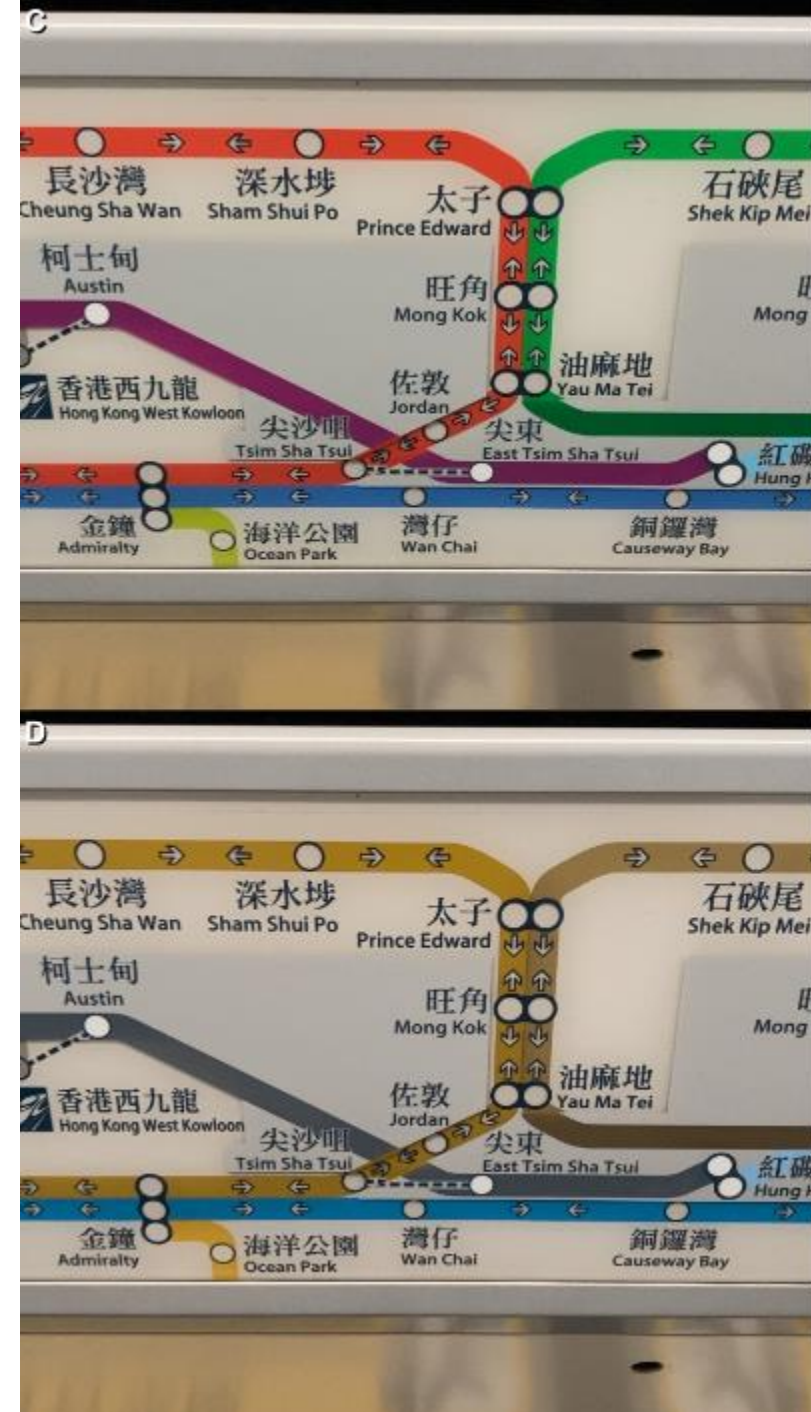 C
長沙灣
Cheung Sha Wan
深水埗
Sham Shui Po
太子
Prince Edward
石硤尾
Shek Kip Mei
柯士甸
Austin
旺角
Mong Kok
Mong
香港西九龍
Hong Kong West Kowloon
佐敦
Jordan
油麻地
Yau Ma Tei
尖沙咀
Tsim Sha Tsui
尖東
East Tsim Sha Tsui
紅磡
Hung
金鐘
Admiralty
海洋公園
Ocean Park
灣仔
Wan Chai
銅鑼灣
Causeway Bay
D
長沙灣
Cheung Sha Wan
深水埗
Sham Shui Po
太子
Prince Edward
石硤尾
Shek Kip Mei
柯士甸
Austin
旺角
Mong Kok
Mong
香港西九龍
Hong Kong West Kowloon
佐敦
Jordan
油麻地
Yau Ma Tei
尖沙咀
Tsim Sha Tsui
尖東
East Tsim Sha Tsui
紅磡
Hung
金鐘
Admiralty
海洋公園
Ocean Park
灣仔
Wan Chai
銅鑼灣
Causeway Bay